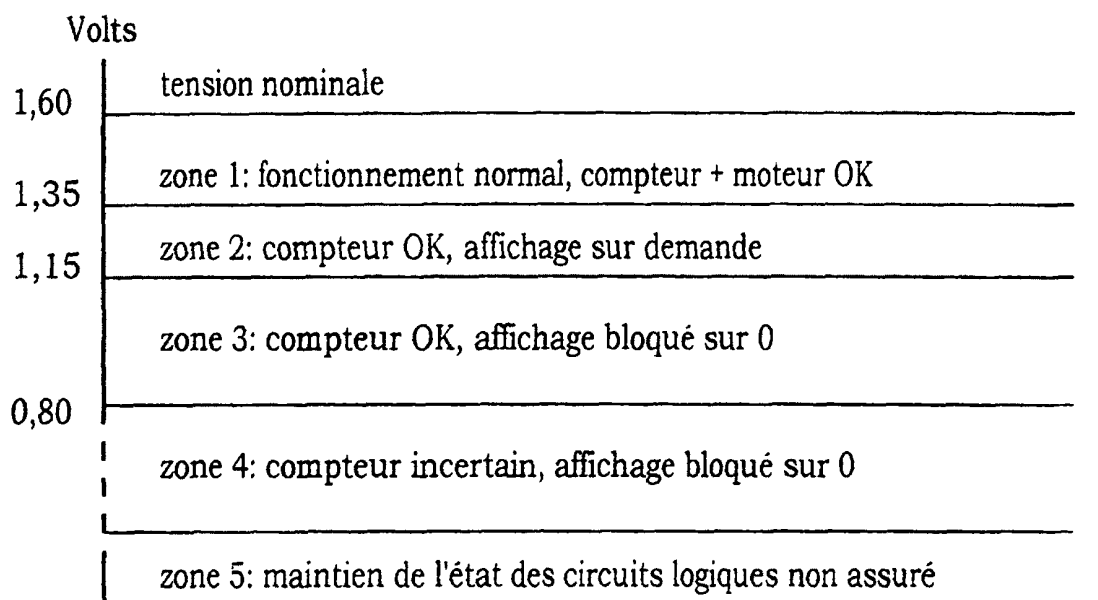 Volts
tension nominale
1,60
zone 1: fonctionnement normal, compteur + moteur OK
1,35
zone 2: compteur OK, affichage sur demande
1,15
zone 3: compteur OK, affichage bloqué sur 0
0,80
zone 4: compteur incertain, affichage bloqué sur 0
zone 5: maintien de l'état des circuits logiques non assuré